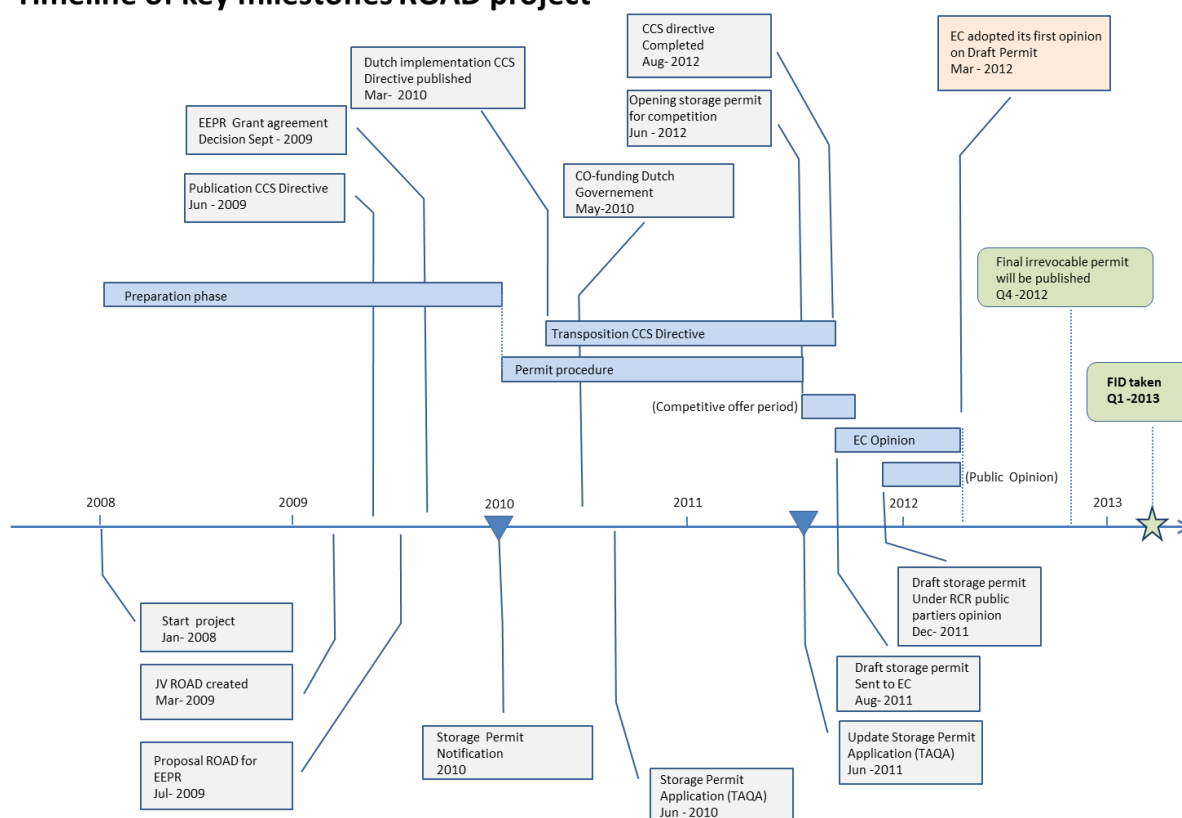 Timeline of key milestones ROAD project
CCS directive
Completed
Aug- 2012
EC adopted its first opinion
on Draft Permit
Mar - 2012
Dutch implementation CCS
Directive published
Mar- 2010
Opening storage permit
for competition
Jun - 2012
EEPR Grant agreement
Decision Sept - 2009
Publication CCS Directive
Jun - 2009
CO-funding Dutch
Governement
May-2010
Final irrevocable permit
will be published
Q4 -2012
Preparation phase
Transposition CCS Directive
Permit procedure
FID taken
Q1 -2013
(Competitive offer period)
EC Opinion
(Public Opinion)
2008
2009
2010
2011
2012
2013
Start project
Jan- 2008
JV ROAD created
Mar- 2009
Proposal ROAD for
EEPR
Jul- 2009
Storage Permit
Notification
2010
Storage Permit
Application (TAQA)
Jun - 2010
Draft storage permit
Under RCR public
partiers opinion
Dec- 2011
Draft storage permit
Sent to EC
Aug- 2011
Update Storage Permit
Application (TAQA)
Jun -2011